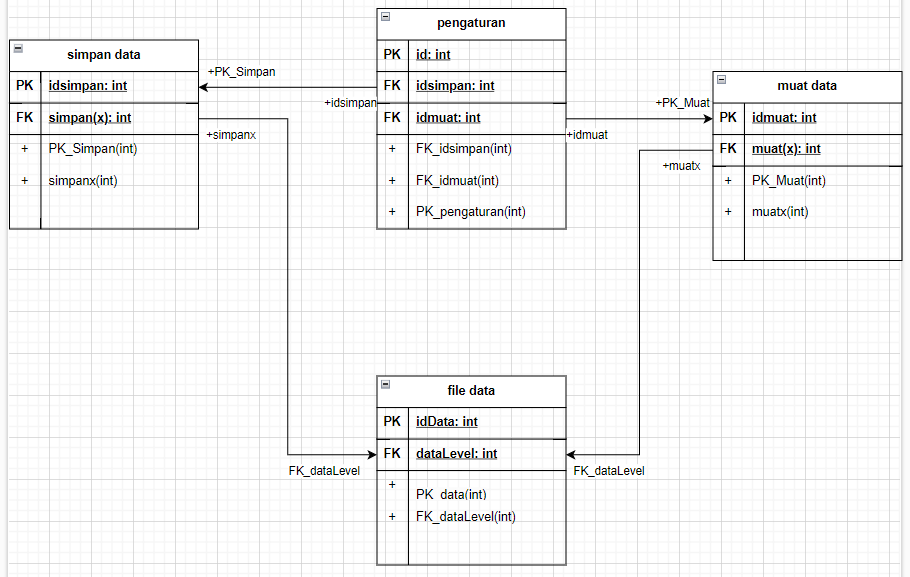 pengaturan
PK id: int
FK idsimpan: int
FK idmuat: int
+ FK_idsimpan(int)
+ FK_idmuat(int)
+ PK_pengaturan(int)
simpan data
PK idsimpan: int
FK simpan(x): int
+ PK_Simpan(int)
+ simpanx(int)
+PK_Simpan
+idsimpan
+simpanx
+PK_Muat
+idmuat
+muatx
muat data
PK idmuat: int
FK muat(x): int
+ PK_Muat(int)
+ muatx(int)
file data
PK idData: int
FK dataLevel: int
+ PK_data(int)
+ FK_dataLevel(int)
FK_dataLevel
FK_dataLevel